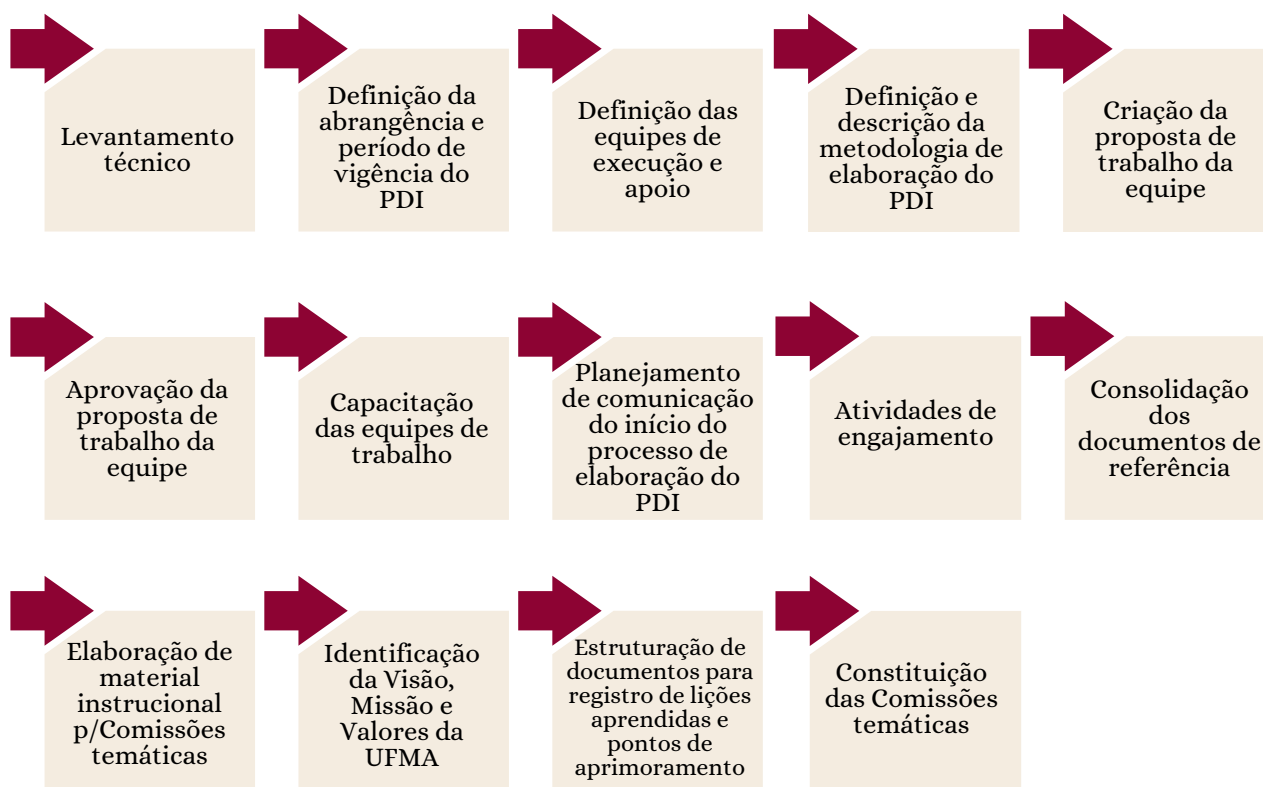 Levantamento
técnico
Definição da
abrangência e
período de
vigência do
PDI
Definição das
equipes de
execução e
apoio
Definição e
descrição da
metodologia de
elaboração do
PDI
Criação da
proposta de
trabalho da
equipe
Aprovação da
proposta de
trabalho da
equipe
Capacitação
das equipes de
trabalho
Planejamento
de comunicação
do início do
processo de
elaboração do
PDI
Atividades de
engajamento
Consolidação
dos
documentos de
referência
Elaboração de
material
instrucional
p/Comissões
temáticas
Identificação
da Visão,
Missão e
Valores da
UFMA
Estruturação de
documentos para
registro de lições
aprendidas e
pontos de
aprimoramento
Constituição
das Comissões
temáticas